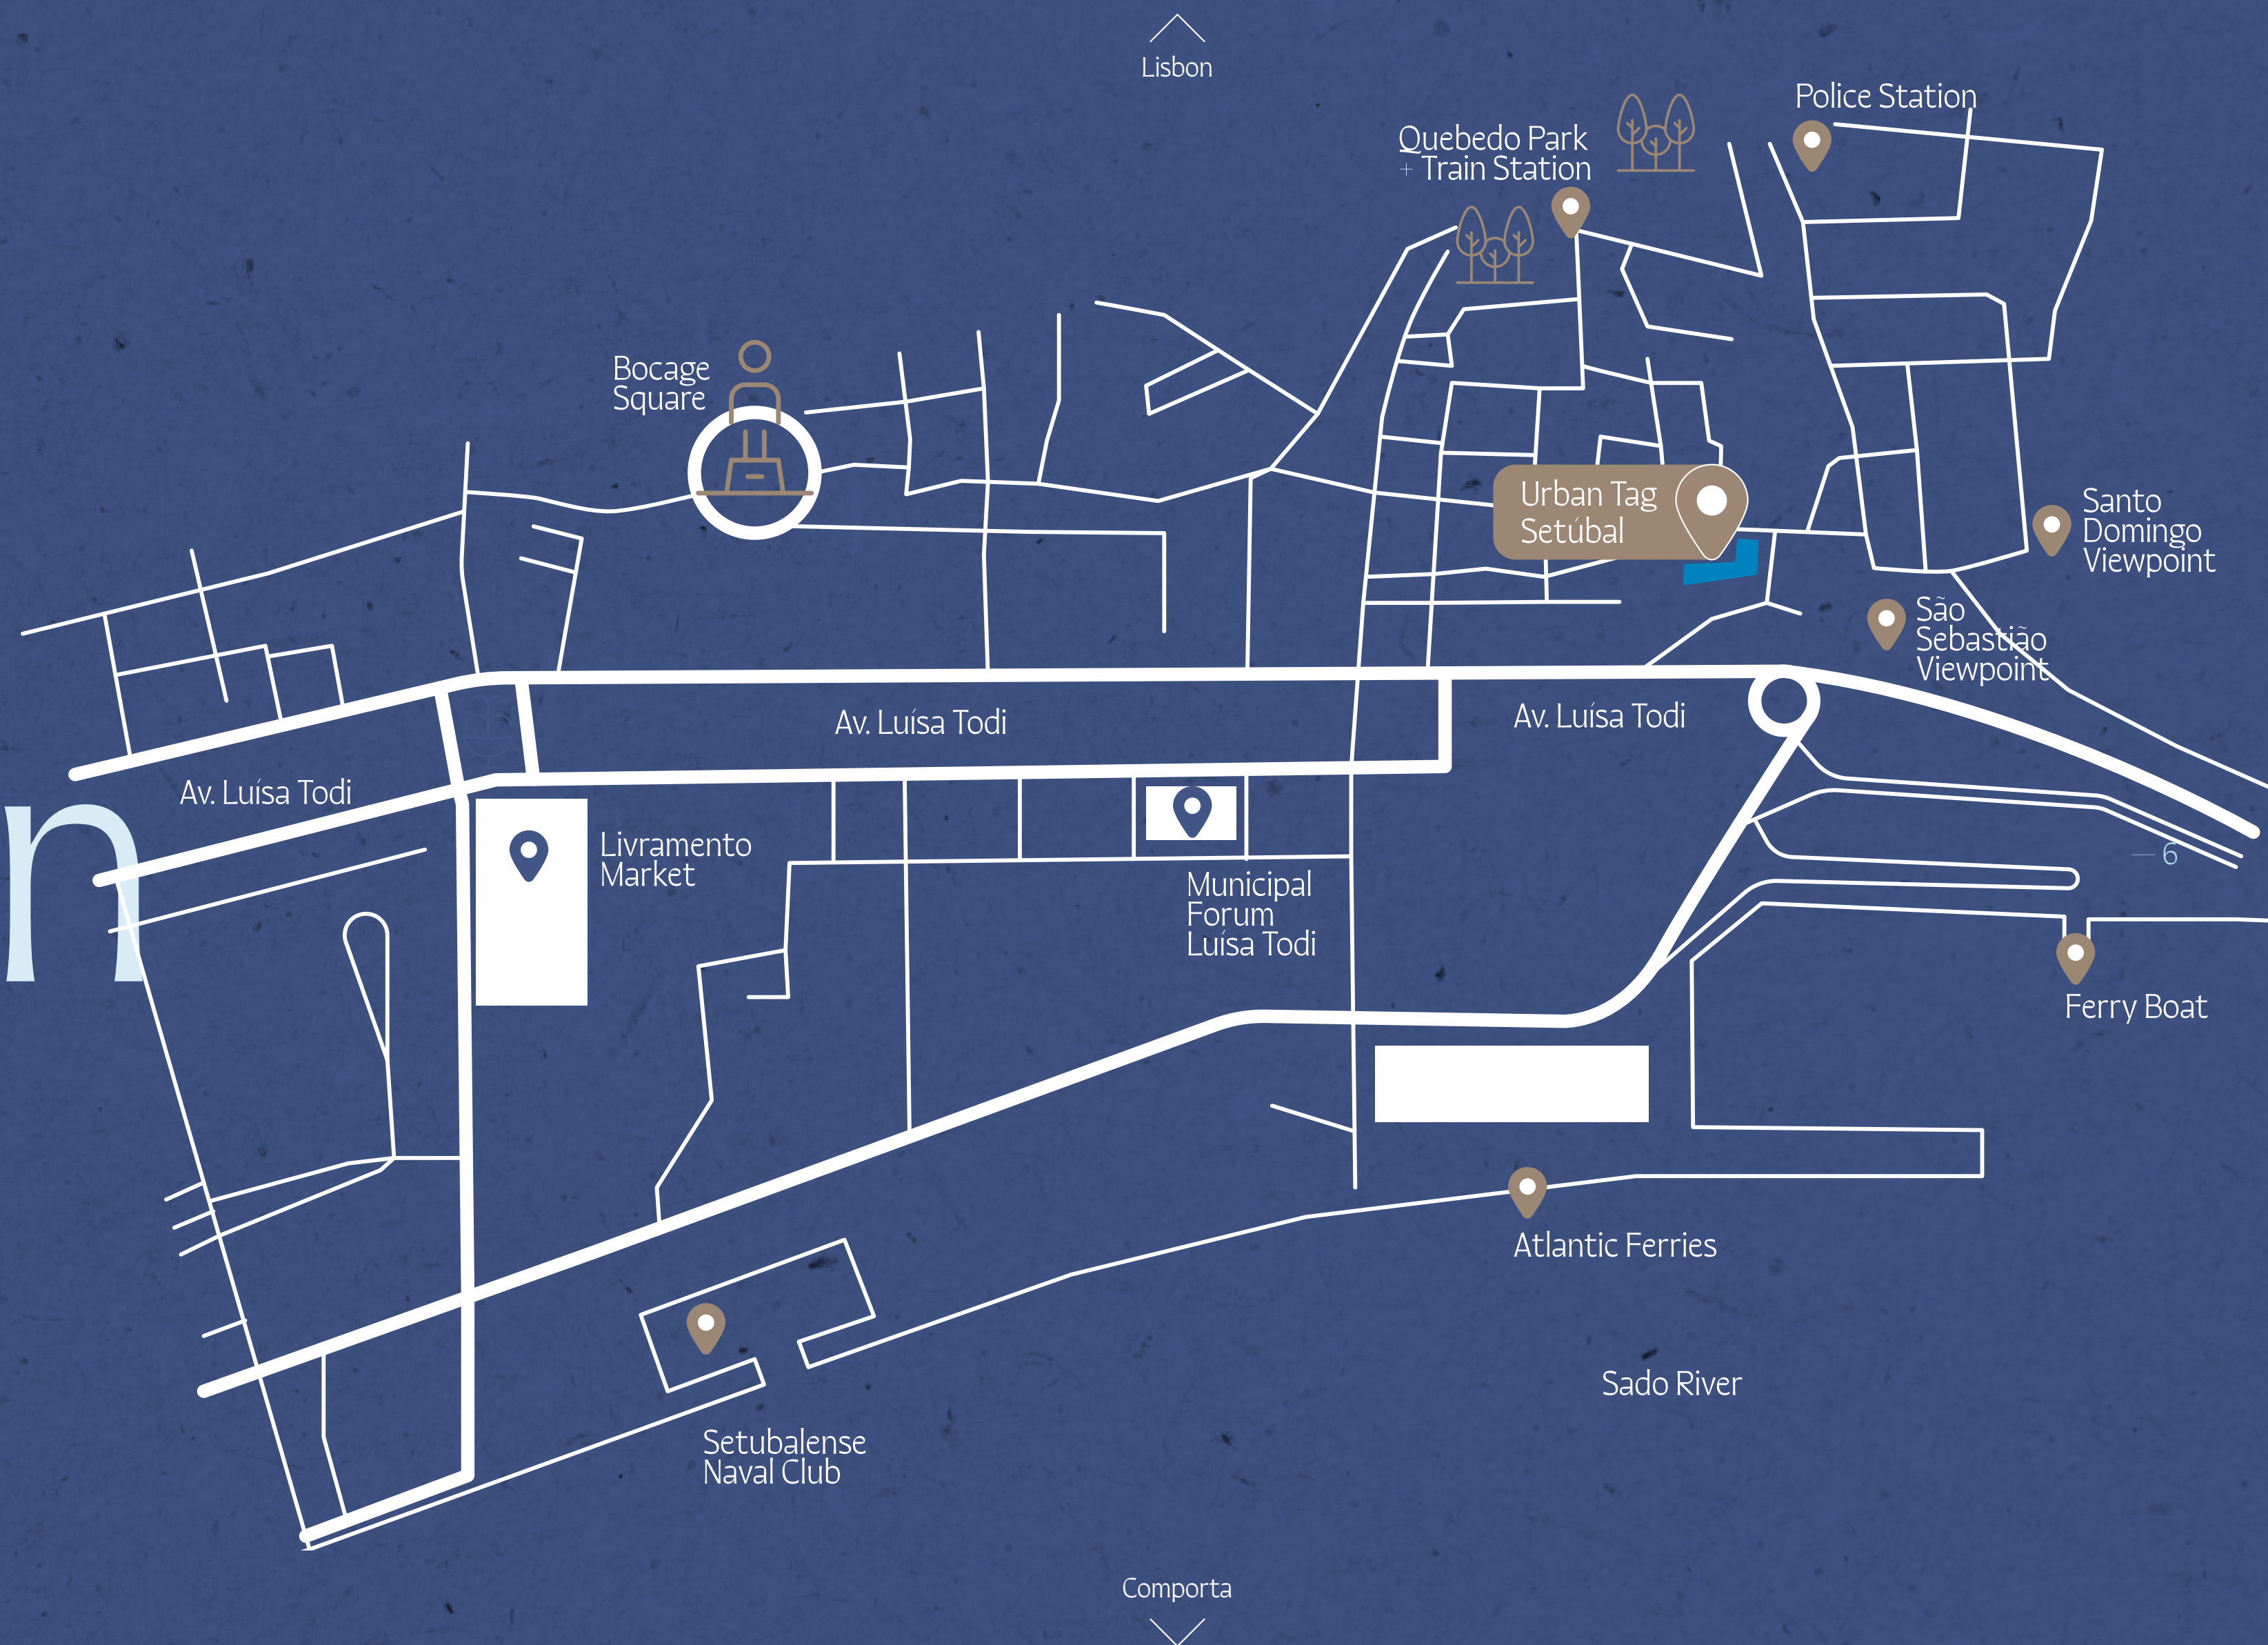 Lisbon
Police Station
Quebedo Park
+ Train Station
Bocage
Square
Urban Tag
Setúbal
Santo
Domingo
Viewpoint
São
Sebastião
Viewpoint
Av. Luísa Todi
Av. Luísa Todi
Av. Luísa Todi
n
Livramento
Market
— 6
Municipal
Forum
Luísa Todi
Ferry Boat
Atlantic Ferries
Sado River
Setubalense
Naval Club
Comporta